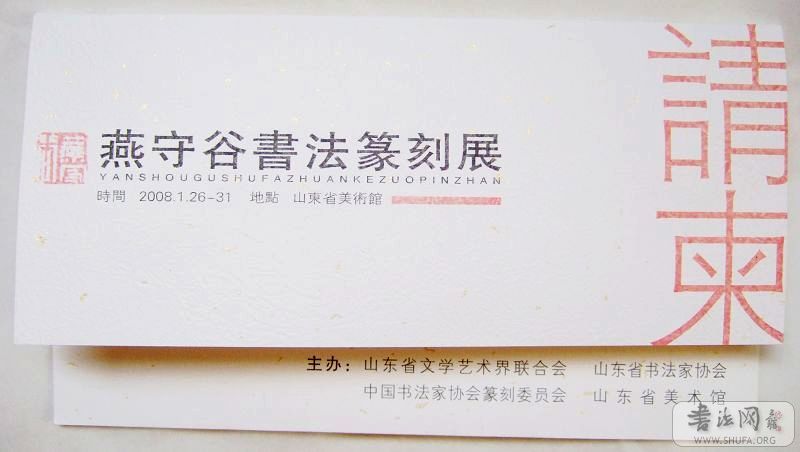 請柬
燕守谷書法篆刻展
YANSHOUGUSHUFAZHUANKEZUOPINZHAN
時間 2008.1.26-31 地點 山東省美術館
主办：山东省文学艺术界联合会 山东省书法家协会
中国书法家协会篆刻委员会 山东省美术馆
書法网
WWW.SHUFA.ORG